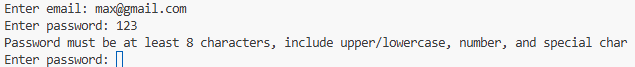 Enter email: max@gmail.com
Enter password: 123
Password must be at least 8 characters, include upper/lowercase, number, and special char
Enter password: